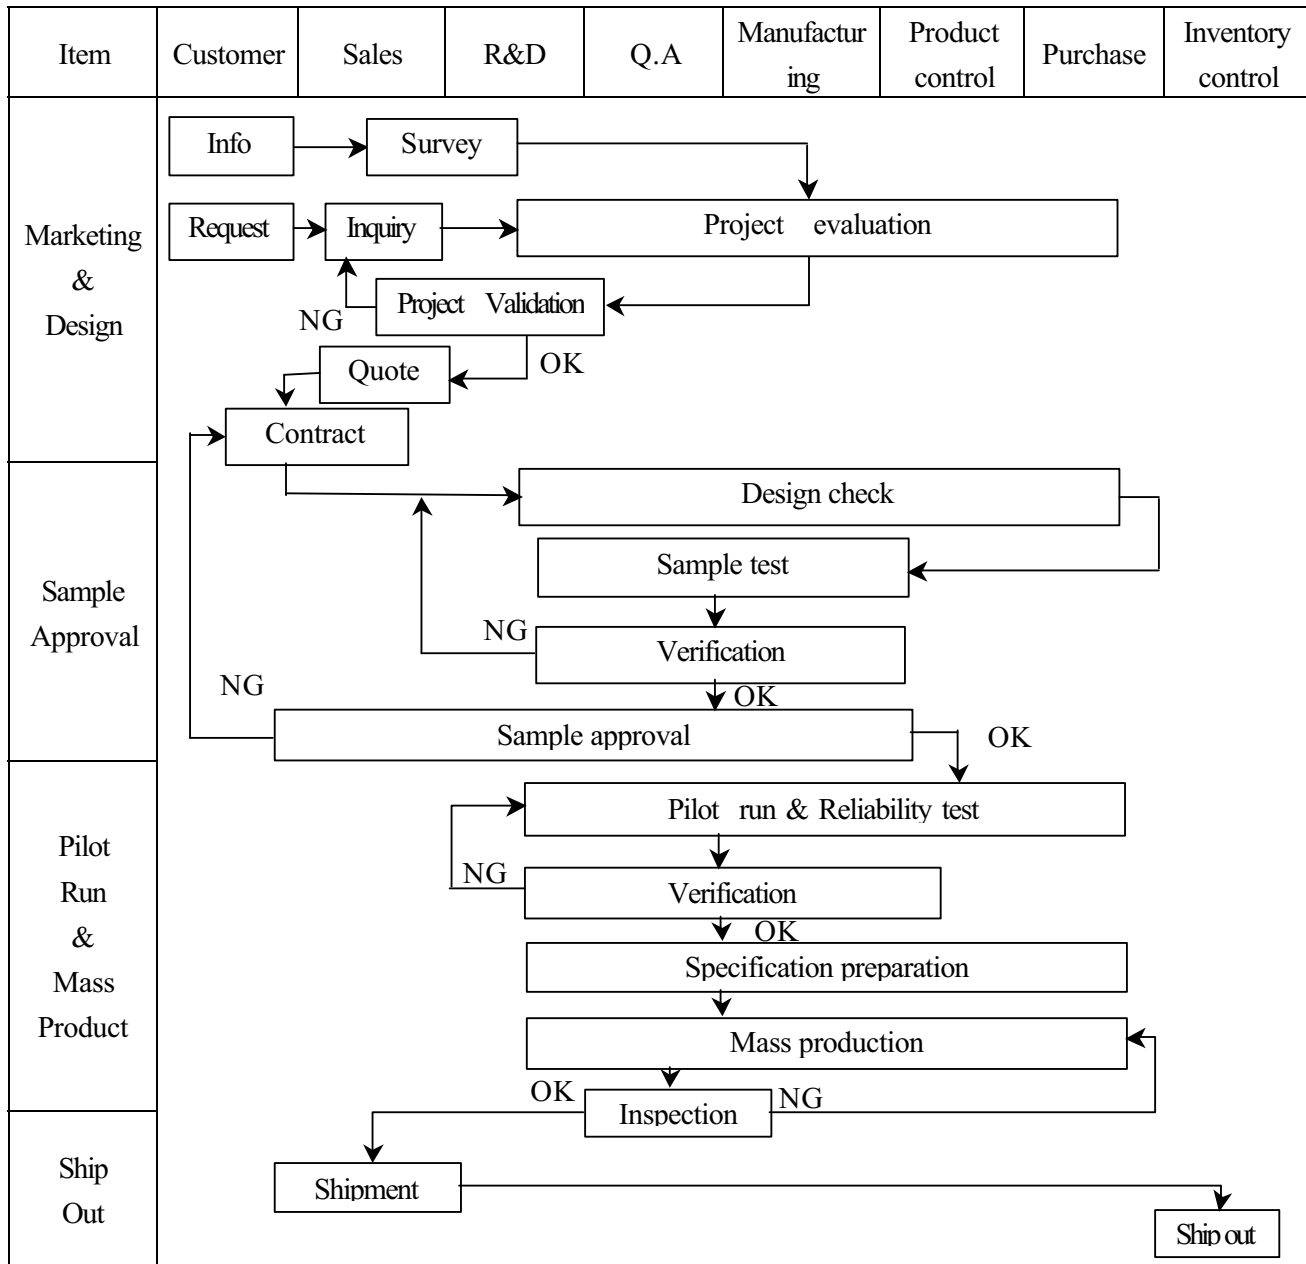 Item
Customer
Sales
R&D
Q.A
Manufactur
ing
Product
control
Purchase
Inventory
control
Marketing
&
Design
Info
Survey
Request
Inquiry
Project evaluation
Project Validation
NG
OK
Quote
Contract
Sample
Approval
Design check
Sample test
NG
Verification
NG
OK
Sample approval
OK
Pilot
Run
&
Mass
Product
Pilot run & Reliability test
NG
Verification
OK
Specification preparation
Mass production
OK
Inspection
NG
Ship
Out
Shipment
Ship out